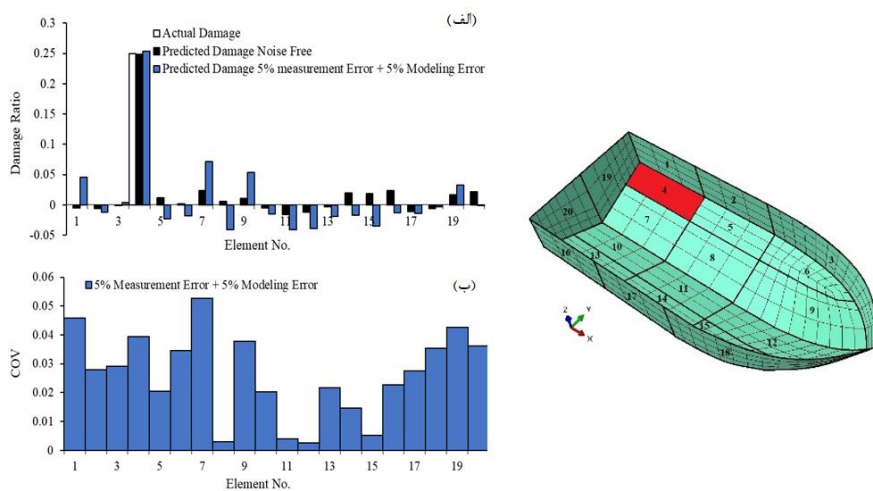 (الف)
Actual Damage
Predicted Damage Noise Free
Predicted Damage 5% measurement Error + 5% Modeling Error
Damage Ratio
0.3
0.25
0.2
0.15
0.1
0.05
0
-0.05
1 3 5 7 9 11 13 15 17 19
Element No.
(ب)
5% Measurement Error + 5% Modeling Error
COV
0.06
0.05
0.04
0.03
0.02
0.01
0
1 3 5 7 9 11 13 15 17 19
Element No.
1
19
4
2
20
7
5
3
16
13
10
8
6
17
14
11
9
15
18
12
Z Y
X